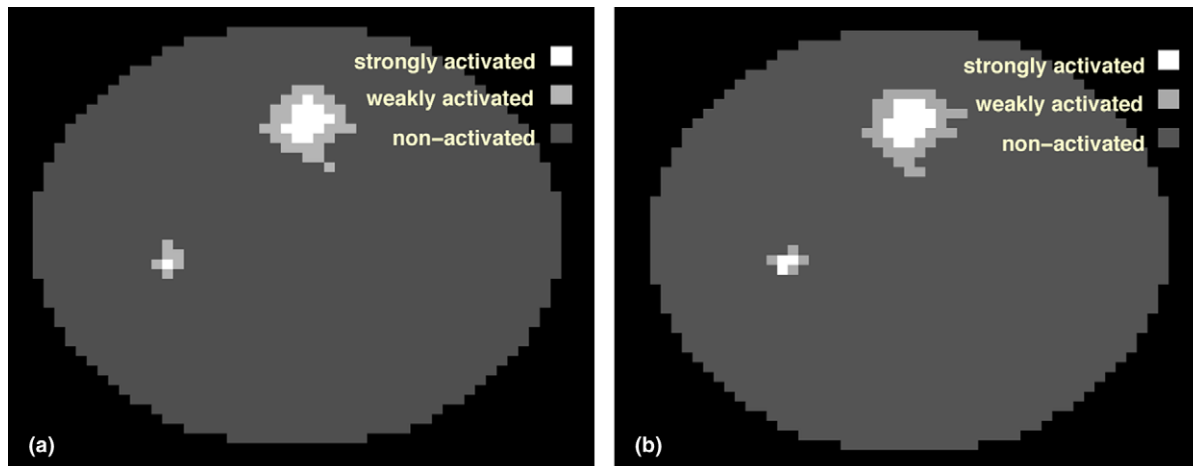 strongly activated
weakly activated
non–activated
(a)
strongly activated
weakly activated
non–activated
(b)